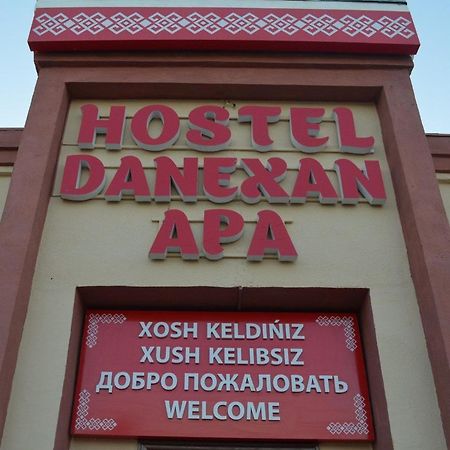 HOSTEL
DANEXAN
APA
XOSH KELDIŃIZ
XUSH KELIBSIZ
ДОБРО ПОЖАЛОВАТЬ
WELCOME